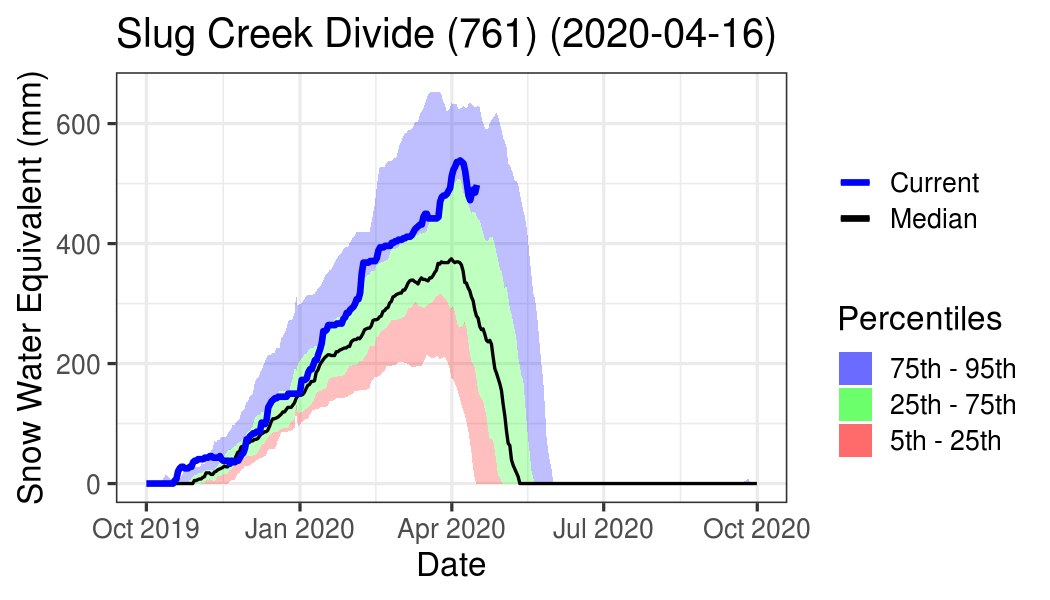 Slug Creek Divide (761) (2020-04-16)
Snow Water Equivalent (mm)
600
400
200
0
Oct 2019
Jan 2020
Apr 2020
Jul 2020
Oct 2020
Date
Current
Median
Percentiles
75th - 95th
25th - 75th
5th - 25th